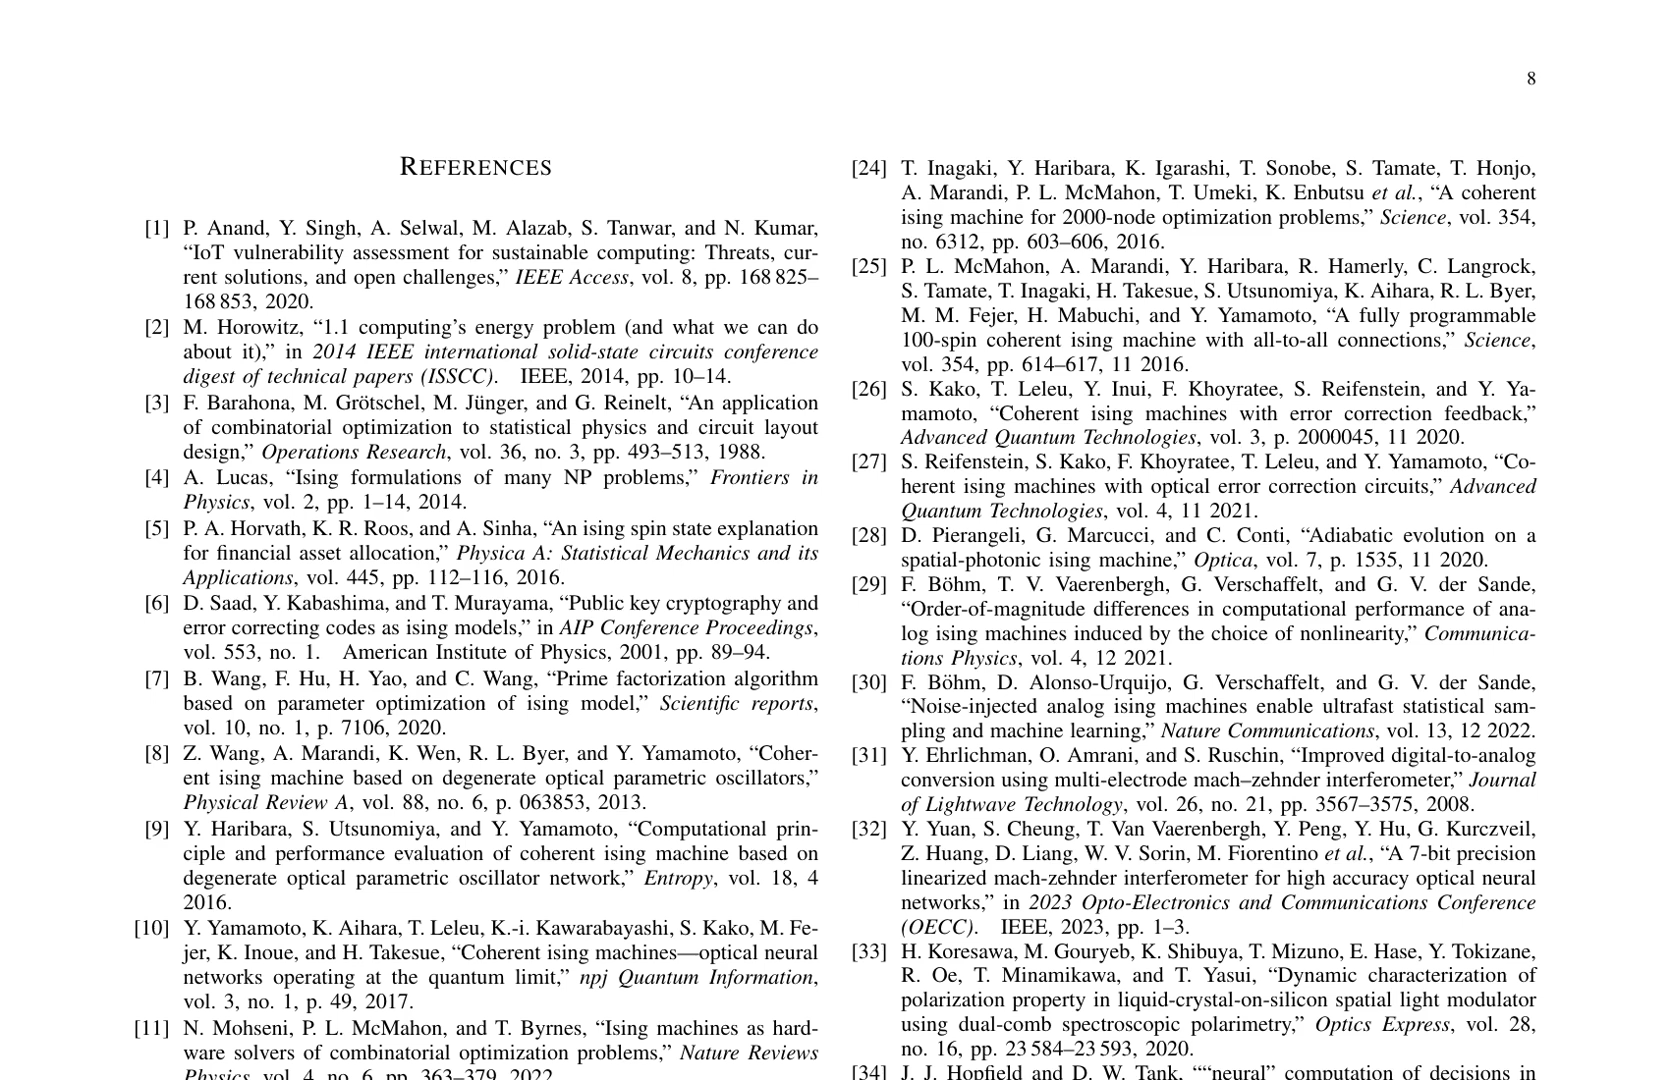 8
REFERENCES
[1] P. Anand, Y. Singh, A. Selwal, M. Alazab, S. Tanwar, and N. Kumar,
“IoT vulnerability assessment for sustainable computing: Threats, cur-
rent solutions, and open challenges,” IEEE Access, vol. 8, pp. 168 825–
168 853, 2020.
[2] M. Horowitz, “1.1 computing’s energy problem (and what we can do
about it),” in 2014 IEEE international solid-state circuits conference
digest of technical papers (ISSCC). IEEE, 2014, pp. 10–14.
[3] F. Barahona, M. Grötschel, M. Jünger, and G. Reinelt, “An application
of combinatorial optimization to statistical physics and circuit layout
design,” Operations Research, vol. 36, no. 3, pp. 493–513, 1988.
[4] A. Lucas, “Ising formulations of many NP problems,” Frontiers in
Physics, vol. 2, pp. 1–14, 2014.
[5] P. A. Horvath, K. R. Roos, and A. Sinha, “An ising spin state explanation
for financial asset allocation,” Physica A: Statistical Mechanics and its
Applications, vol. 445, pp. 112–116, 2016.
[6] D. Saad, Y. Kabashima, and T. Murayama, “Public key cryptography and
error correcting codes as ising models,” in AIP Conference Proceedings,
vol. 553, no. 1. American Institute of Physics, 2001, pp. 89–94.
[7] B. Wang, F. Hu, H. Yao, and C. Wang, “Prime factorization algorithm
based on parameter optimization of ising model,” Scientific reports,
vol. 10, no. 1, p. 7106, 2020.
[8] Z. Wang, A. Marandi, K. Wen, R. L. Byer, and Y. Yamamoto, “Coher-
ent ising machine based on degenerate optical parametric oscillators,”
Physical Review A, vol. 88, no. 6, p. 063853, 2013.
[9] Y. Haribara, S. Utsunomiya, and Y. Yamamoto, “Computational prin-
ciple and performance evaluation of coherent ising machine based on
degenerate optical parametric oscillator network,” Entropy, vol. 18, 4
2016.
[10] Y. Yamamoto, K. Aihara, T. Leleu, K.-i. Kawarabayashi, S. Kako, M. Fe-
jer, K. Inoue, and H. Takesue, “Coherent ising machines—optical neural
networks operating at the quantum limit,” npj Quantum Information,
vol. 3, no. 1, p. 49, 2017.
[11] N. Mohseni, P. L. McMahon, and T. Byrnes, “Ising machines as hard-
ware solvers of combinatorial optimization problems,” Nature Reviews
Physics, vol. 4, no. 6, pp. 363–379, 2022.
[24] T. Inagaki, Y. Haribara, K. Igarashi, T. Sonobe, S. Tamate, T. Honjo,
A. Marandi, P. L. McMahon, T. Umeki, K. Enbutsu et al., “A coherent
ising machine for 2000-node optimization problems,” Science, vol. 354,
no. 6312, pp. 603–606, 2016.
[25] P. L. McMahon, A. Marandi, Y. Haribara, R. Hamerly, C. Langrock,
S. Tamate, T. Inagaki, H. Takesue, S. Utsunomiya, K. Aihara, R. L. Byer,
M. M. Fejer, H. Mabuchi, and Y. Yamamoto, “A fully programmable
100-spin coherent ising machine with all-to-all connections,” Science,
vol. 354, pp. 614–617, 11 2016.
[26] S. Kako, T. Leleu, Y. Inui, F. Khoyratee, S. Reifenstein, and Y. Ya-
mamoto, “Coherent ising machines with error correction feedback,”
Advanced Quantum Technologies, vol. 3, p. 2000045, 11 2020.
[27] S. Reifenstein, S. Kako, F. Khoyratee, T. Leleu, and Y. Yamamoto, “Co-
herent ising machines with optical error correction circuits,” Advanced
Quantum Technologies, vol. 4, 11 2021.
[28] D. Pierangeli, G. Marcucci, and C. Conti, “Adiabatic evolution on a
spatial-photonic ising machine,” Optica, vol. 7, p. 1535, 11 2020.
[29] F. Böhm, T. V. Vaerenbergh, G. Verschaffelt, and G. V. der Sande,
“Order-of-magnitude differences in computational performance of ana-
log ising machines induced by the choice of nonlinearity,” Communica-
tions Physics, vol. 4, 12 2021.
[30] F. Böhm, D. Alonso-Urquijo, G. Verschaffelt, and G. V. der Sande,
“Noise-injected analog ising machines enable ultrafast statistical sam-
pling and machine learning,” Nature Communications, vol. 13, 12 2022.
[31] Y. Ehrlichman, O. Amrani, and S. Ruschin, “Improved digital-to-analog
conversion using multi-electrode mach–zehnder interferometer,” Journal
of Lightwave Technology, vol. 26, no. 21, pp. 3567–3575, 2008.
[32] Y. Yuan, S. Cheung, T. Van Vaerenbergh, Y. Peng, Y. Hu, G. Kurczveil,
Z. Huang, D. Liang, W. V. Sorin, M. Fiorentino et al., “A 7-bit precision
linearized mach-zehnder interferometer for high accuracy optical neural
networks,” in 2023 Opto-Electronics and Communications Conference
(OECC). IEEE, 2023, pp. 1–3.
[33] H. Koresawa, M. Gouryeb, K. Shibuya, T. Mizuno, E. Hase, Y. Tokizane,
R. Oe, T. Minamikawa, and T. Yasui, “Dynamic characterization of
polarization property in liquid-crystal-on-silicon spatial light modulator
using dual-comb spectroscopic polarimetry,” Optics Express, vol. 28,
no. 16, pp. 23 584–23 593, 2020.
[34] J. J. Hopfield and D. W. Tank, ““neural” computation of decisions in